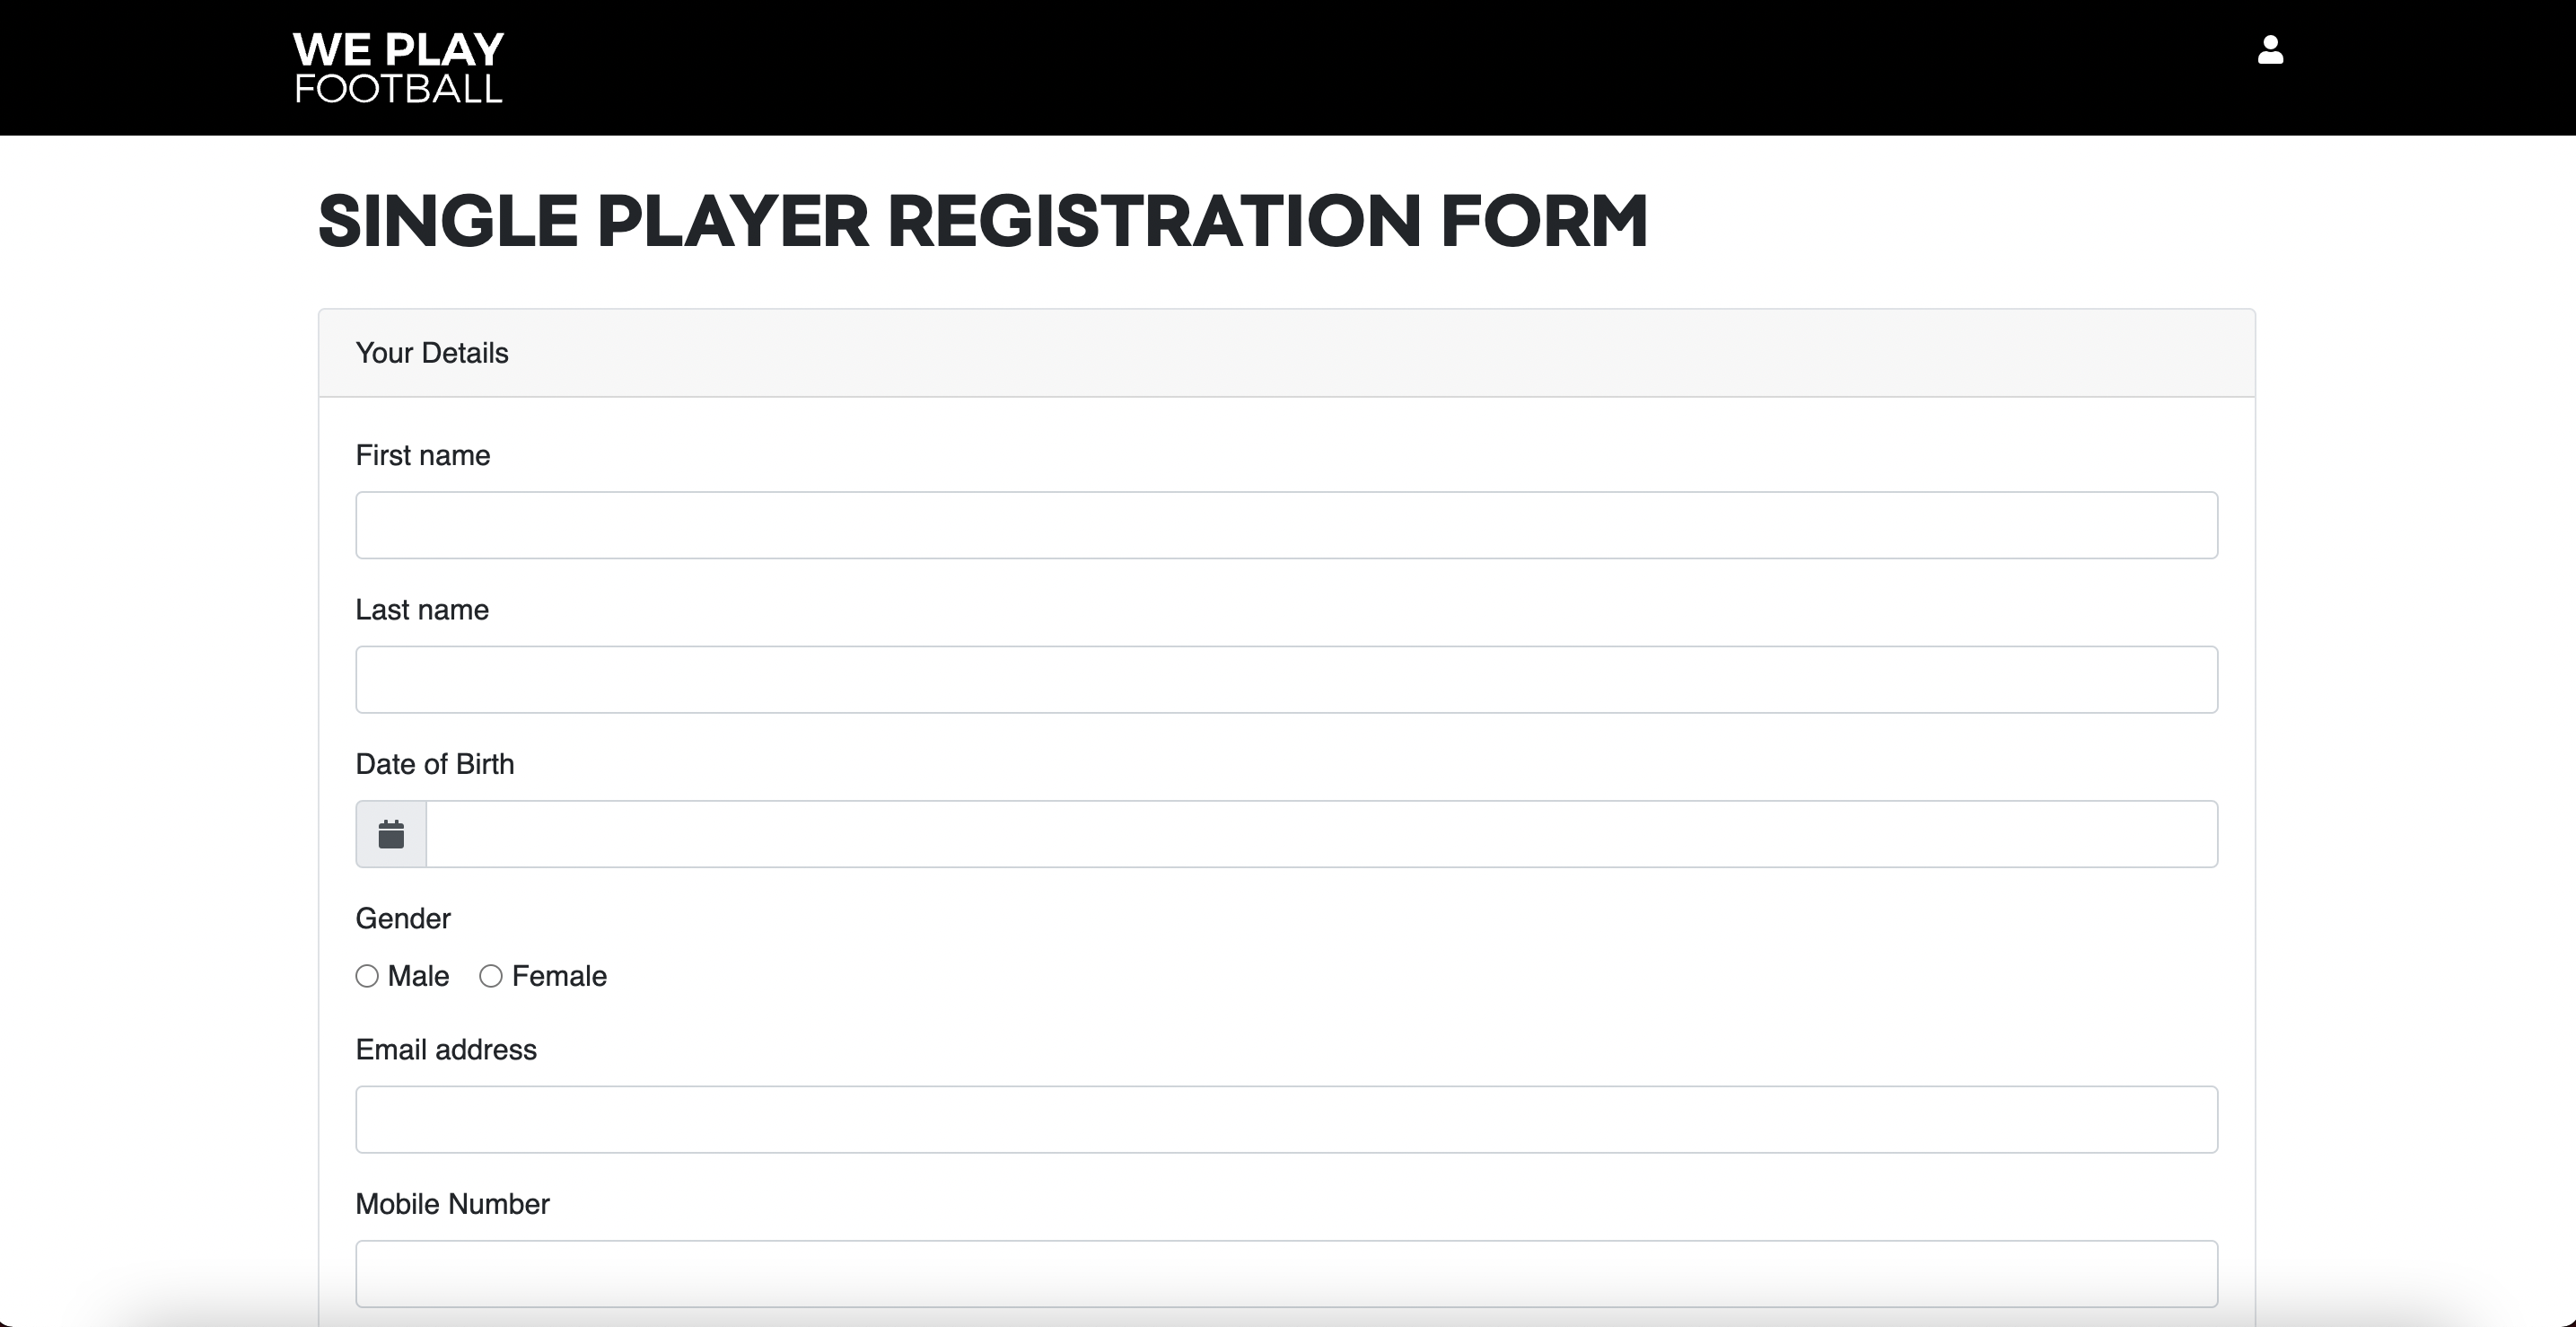 WE PLAY
FOOTBALL
SINGLE PLAYER REGISTRATION FORM
Your Details
First name
Last name
Date of Birth
Gender
Male Female
Email address
Mobile Number